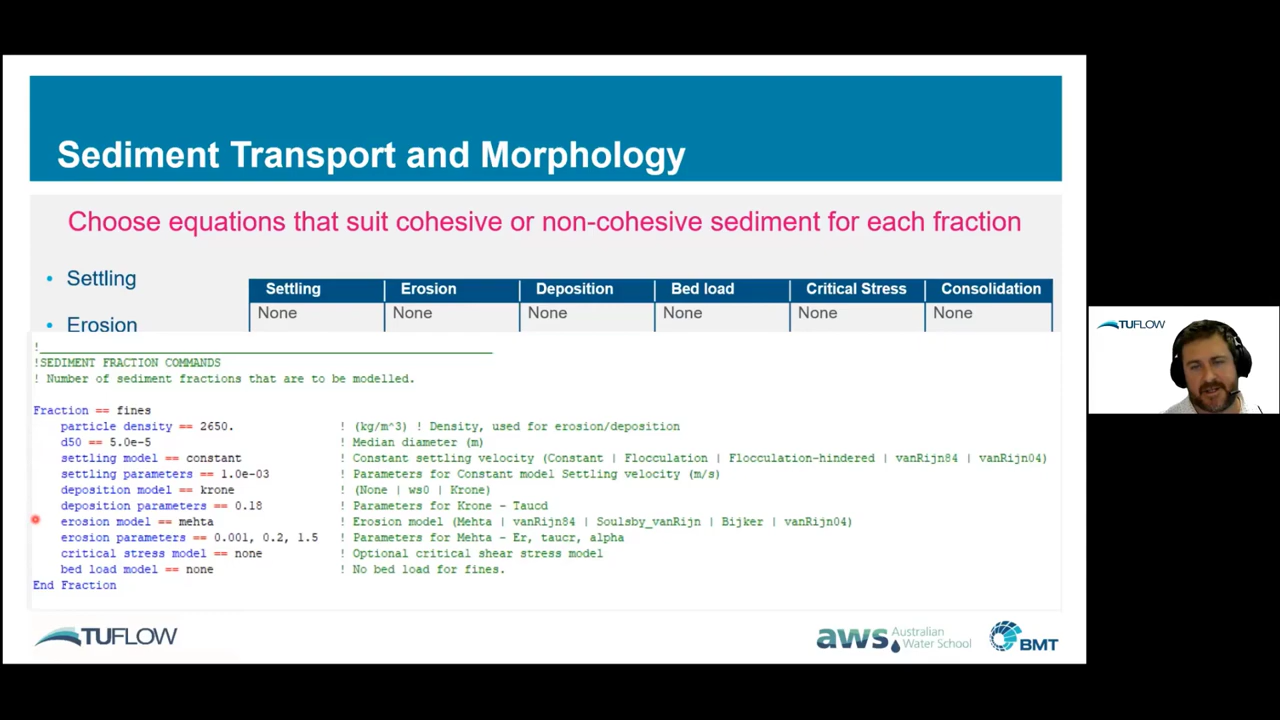 Sediment Transport and Morphology
Choose equations that suit cohesive or non-cohesive sediment for each fraction
• Settling
• Erosion
Settling | Erosion | Deposition | Bed load | Critical Stress | Consolidation
None None None None None None
!
!SEDIMENT FRACTION COMMANDS
! Number of sediment fractions that are to be modelled.
Fraction == fines
particle density == 2650. ! (kg/m^3) ! Density, used for erosion/deposition
d50 == 5.0e-5 ! Median diameter (m)
settling model == constant ! Constant settling velocity (Constant | Flocculation | Flocculation-hindered | vanRijn84 | vanRijn04)
settling parameters == 1.0e-03 ! Parameters for Constant model Settling velocity (m/s)
deposition model == krone ! (None | ws0 | Krone)
deposition parameters == 0.18 ! Parameters for Krone - Taucd
erosion model == mehta ! Erosion model (Mehta | vanRijn84 | Soulsby_vanRijn | Bijker | vanRijn04)
erosion parameters == 0.001, 0.2, 1.5 ! Parameters for Mehta - Er, taucr, alpha
critical stress model == none ! Optional critical shear stress model
bed load model == none ! No bed load for fines.
End Fraction
TUFLOW
aws Australian Water School
BMT
TUFLOW